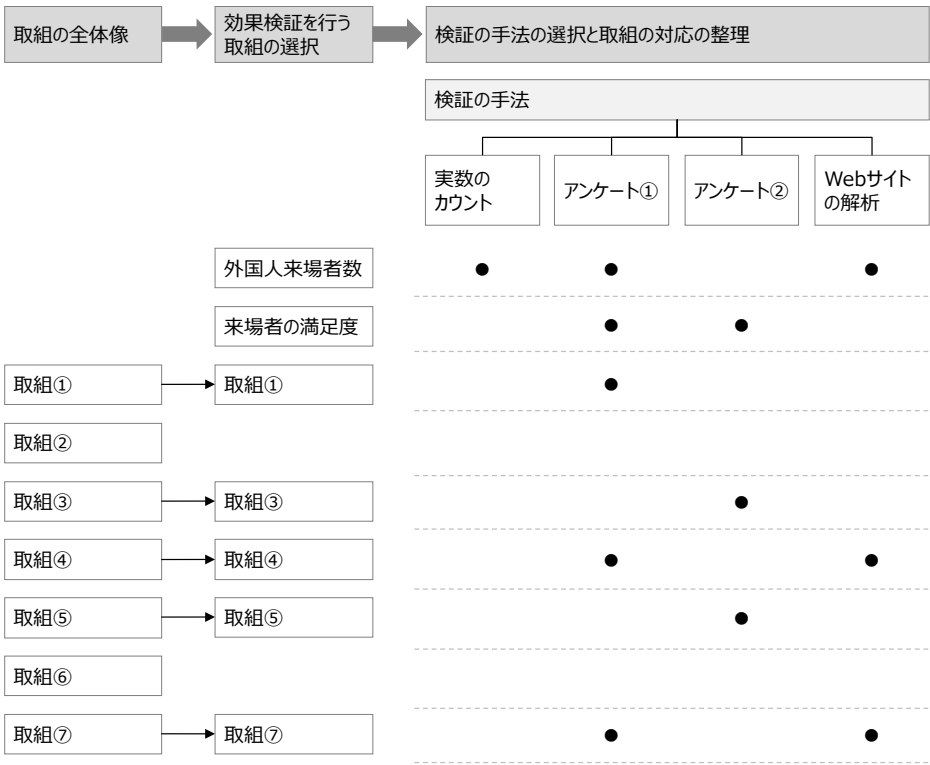 取組の全体像
効果検証を行う
取組の選択
検証の手法の選択と取組の対応の整理
検証の手法
実数の
カウント
アンケート①
アンケート②
Webサイト
の解析
外国人来場者数
来場者の満足度
取組①
取組①
取組②
取組③
取組③
取組④
取組④
取組⑤
取組⑤
取組⑥
取組⑦
取組⑦